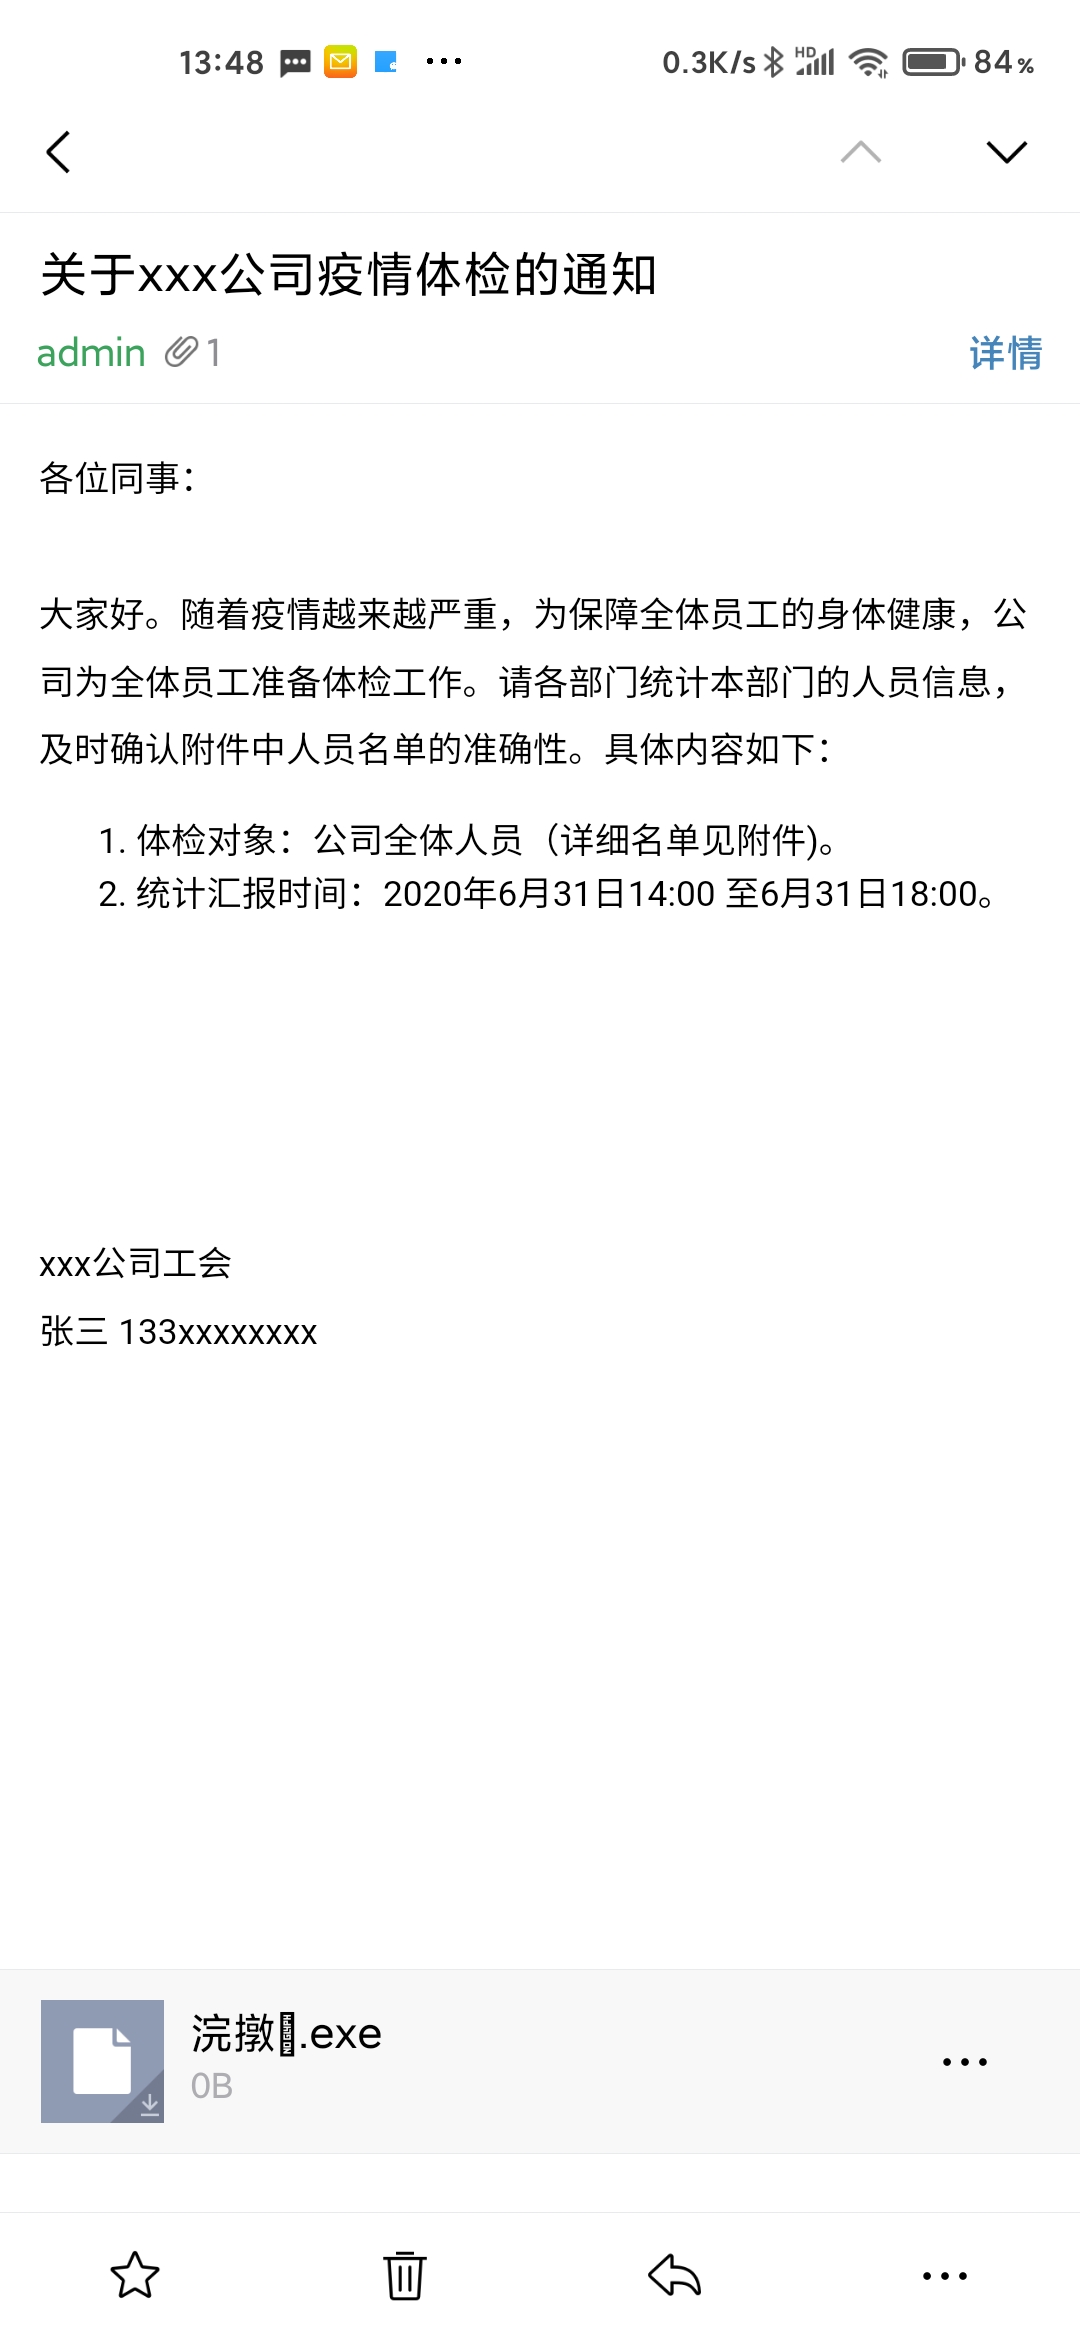 13:48 0.3K/s HD 84%
关于xxx公司疫情体检的通知
admin 1 详情
各位同事：
大家好。随着疫情越来越严重，为保障全体员工的身体健康，公
司为全体员工准备体检工作。请各部门统计本部门的人员信息，
及时确认附件中人员名单的准确性。具体内容如下：
1. 体检对象：公司全体人员（详细名单见附件)。
2. 统计汇报时间：2020年6月31日14:00 至6月31日18:00。
xxx公司工会
张三 133xxxxxxxx
浣撴.exe
0B